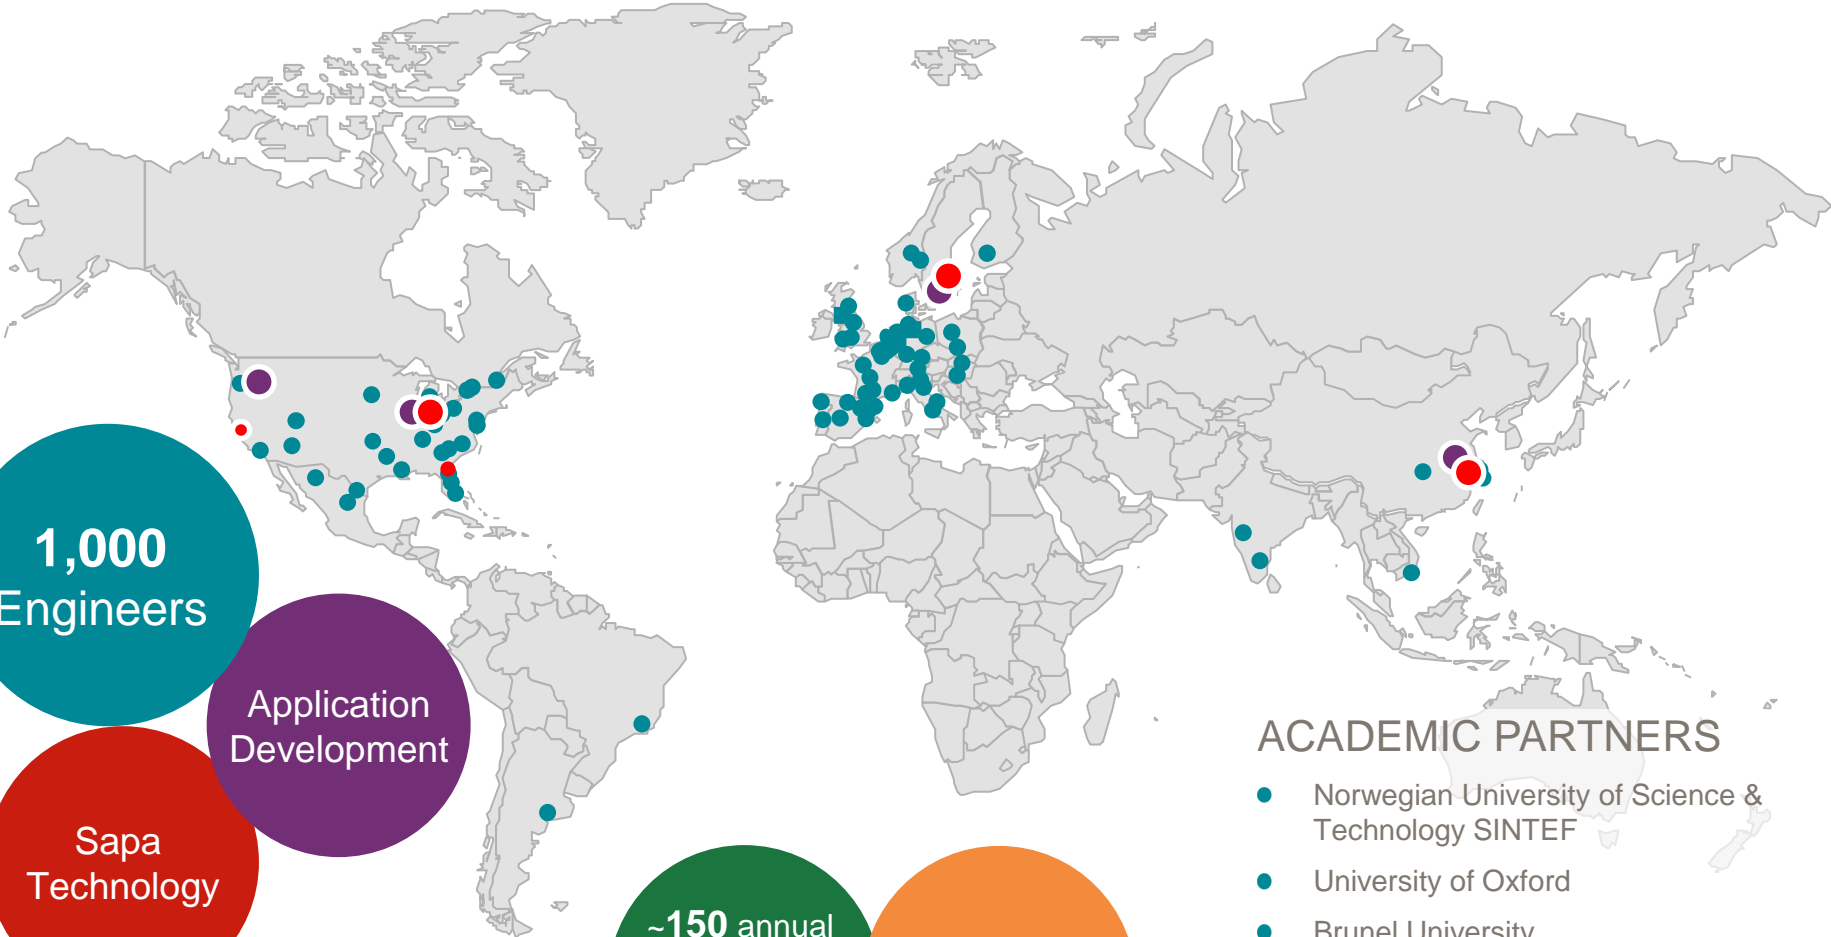 1,000
Engineers
Application
Development
Sapa
Technology
~150 annual
ACADEMIC PARTNERS
Norwegian University of Science &
Technology SINTEF
University of Oxford
Brunel University